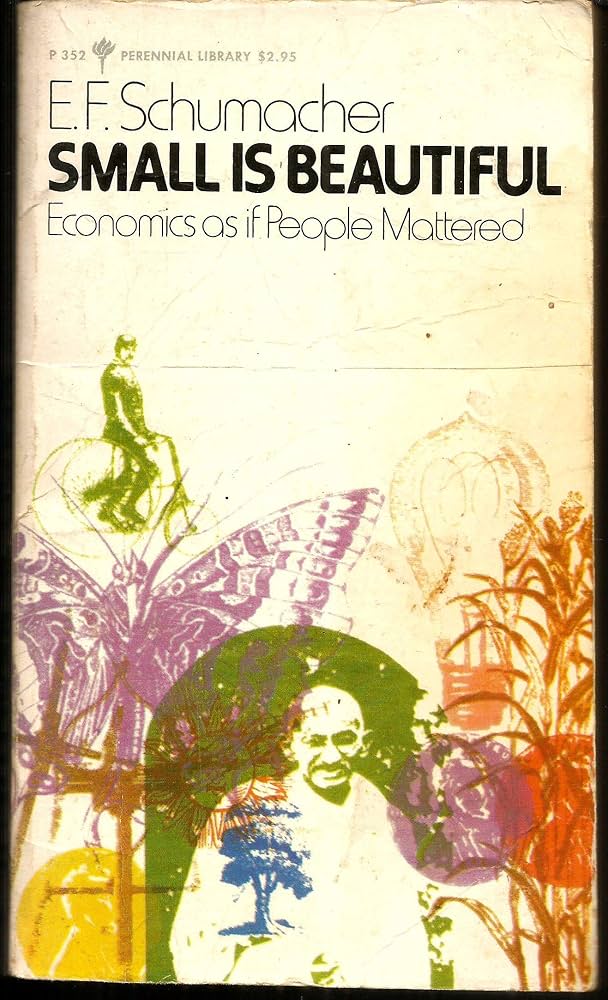 P 352 PERENNIAL LIBRARY $2.95
E.F. Schumacher
SMALL IS BEAUTIFUL
Economics as if People Mattered